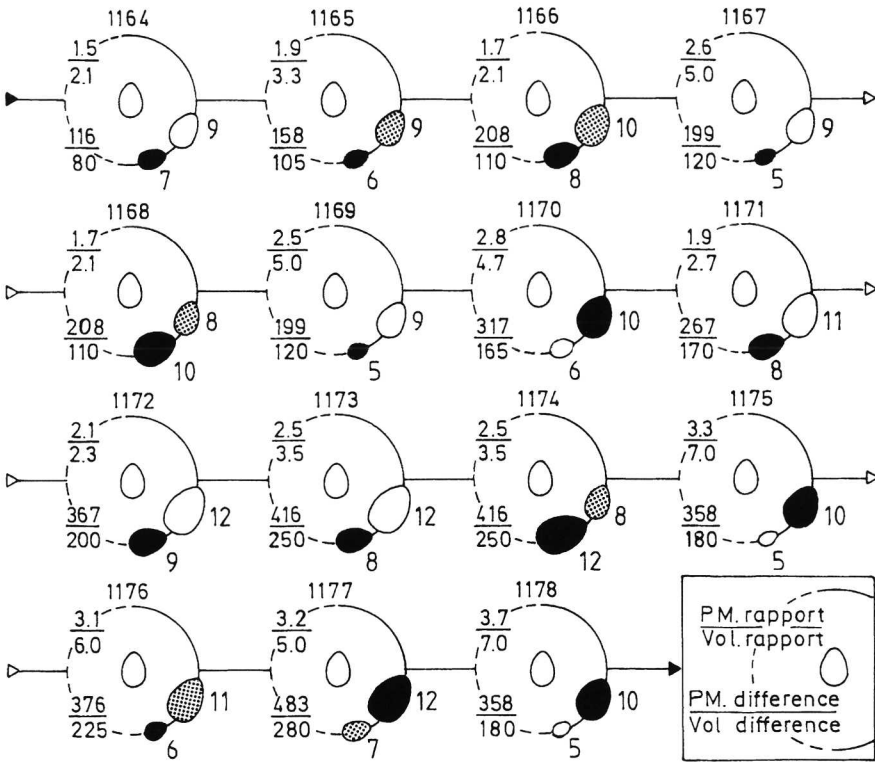 1164 1165 1166 1167
1.5 1.9 1.7 2.6
2.1 3.3 2.1 5.0
116 158 208 199
80 105 110 120
9 9 10 9
7 6 8 5
1168 1169 1170 1171
1.7 2.5 2.8 1.9
2.1 5.0 4.7 2.7
208 199 317 267
110 120 165 170
8 9 10 11
10 5 6 8
1172 1173 1174 1175
2.1 2.5 2.5 3.3
2.3 3.5 3.5 7.0
367 416 416 358
200 250 250 180
12 12 8 10
9 8 12 5
1176 1177 1178
3.1 3.2 3.7
6.0 5.0 7.0
376 483 358
225 280 180
11 12 10
6 7 5
PM. rapport
Vol. rapport
PM. difference
Vol difference